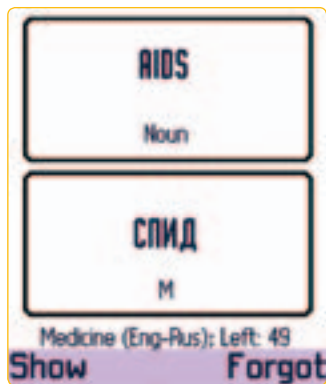 AIDS
Noun
СПИД
М
Medicine (Eng-Rus); Left: 49
Show Forgot